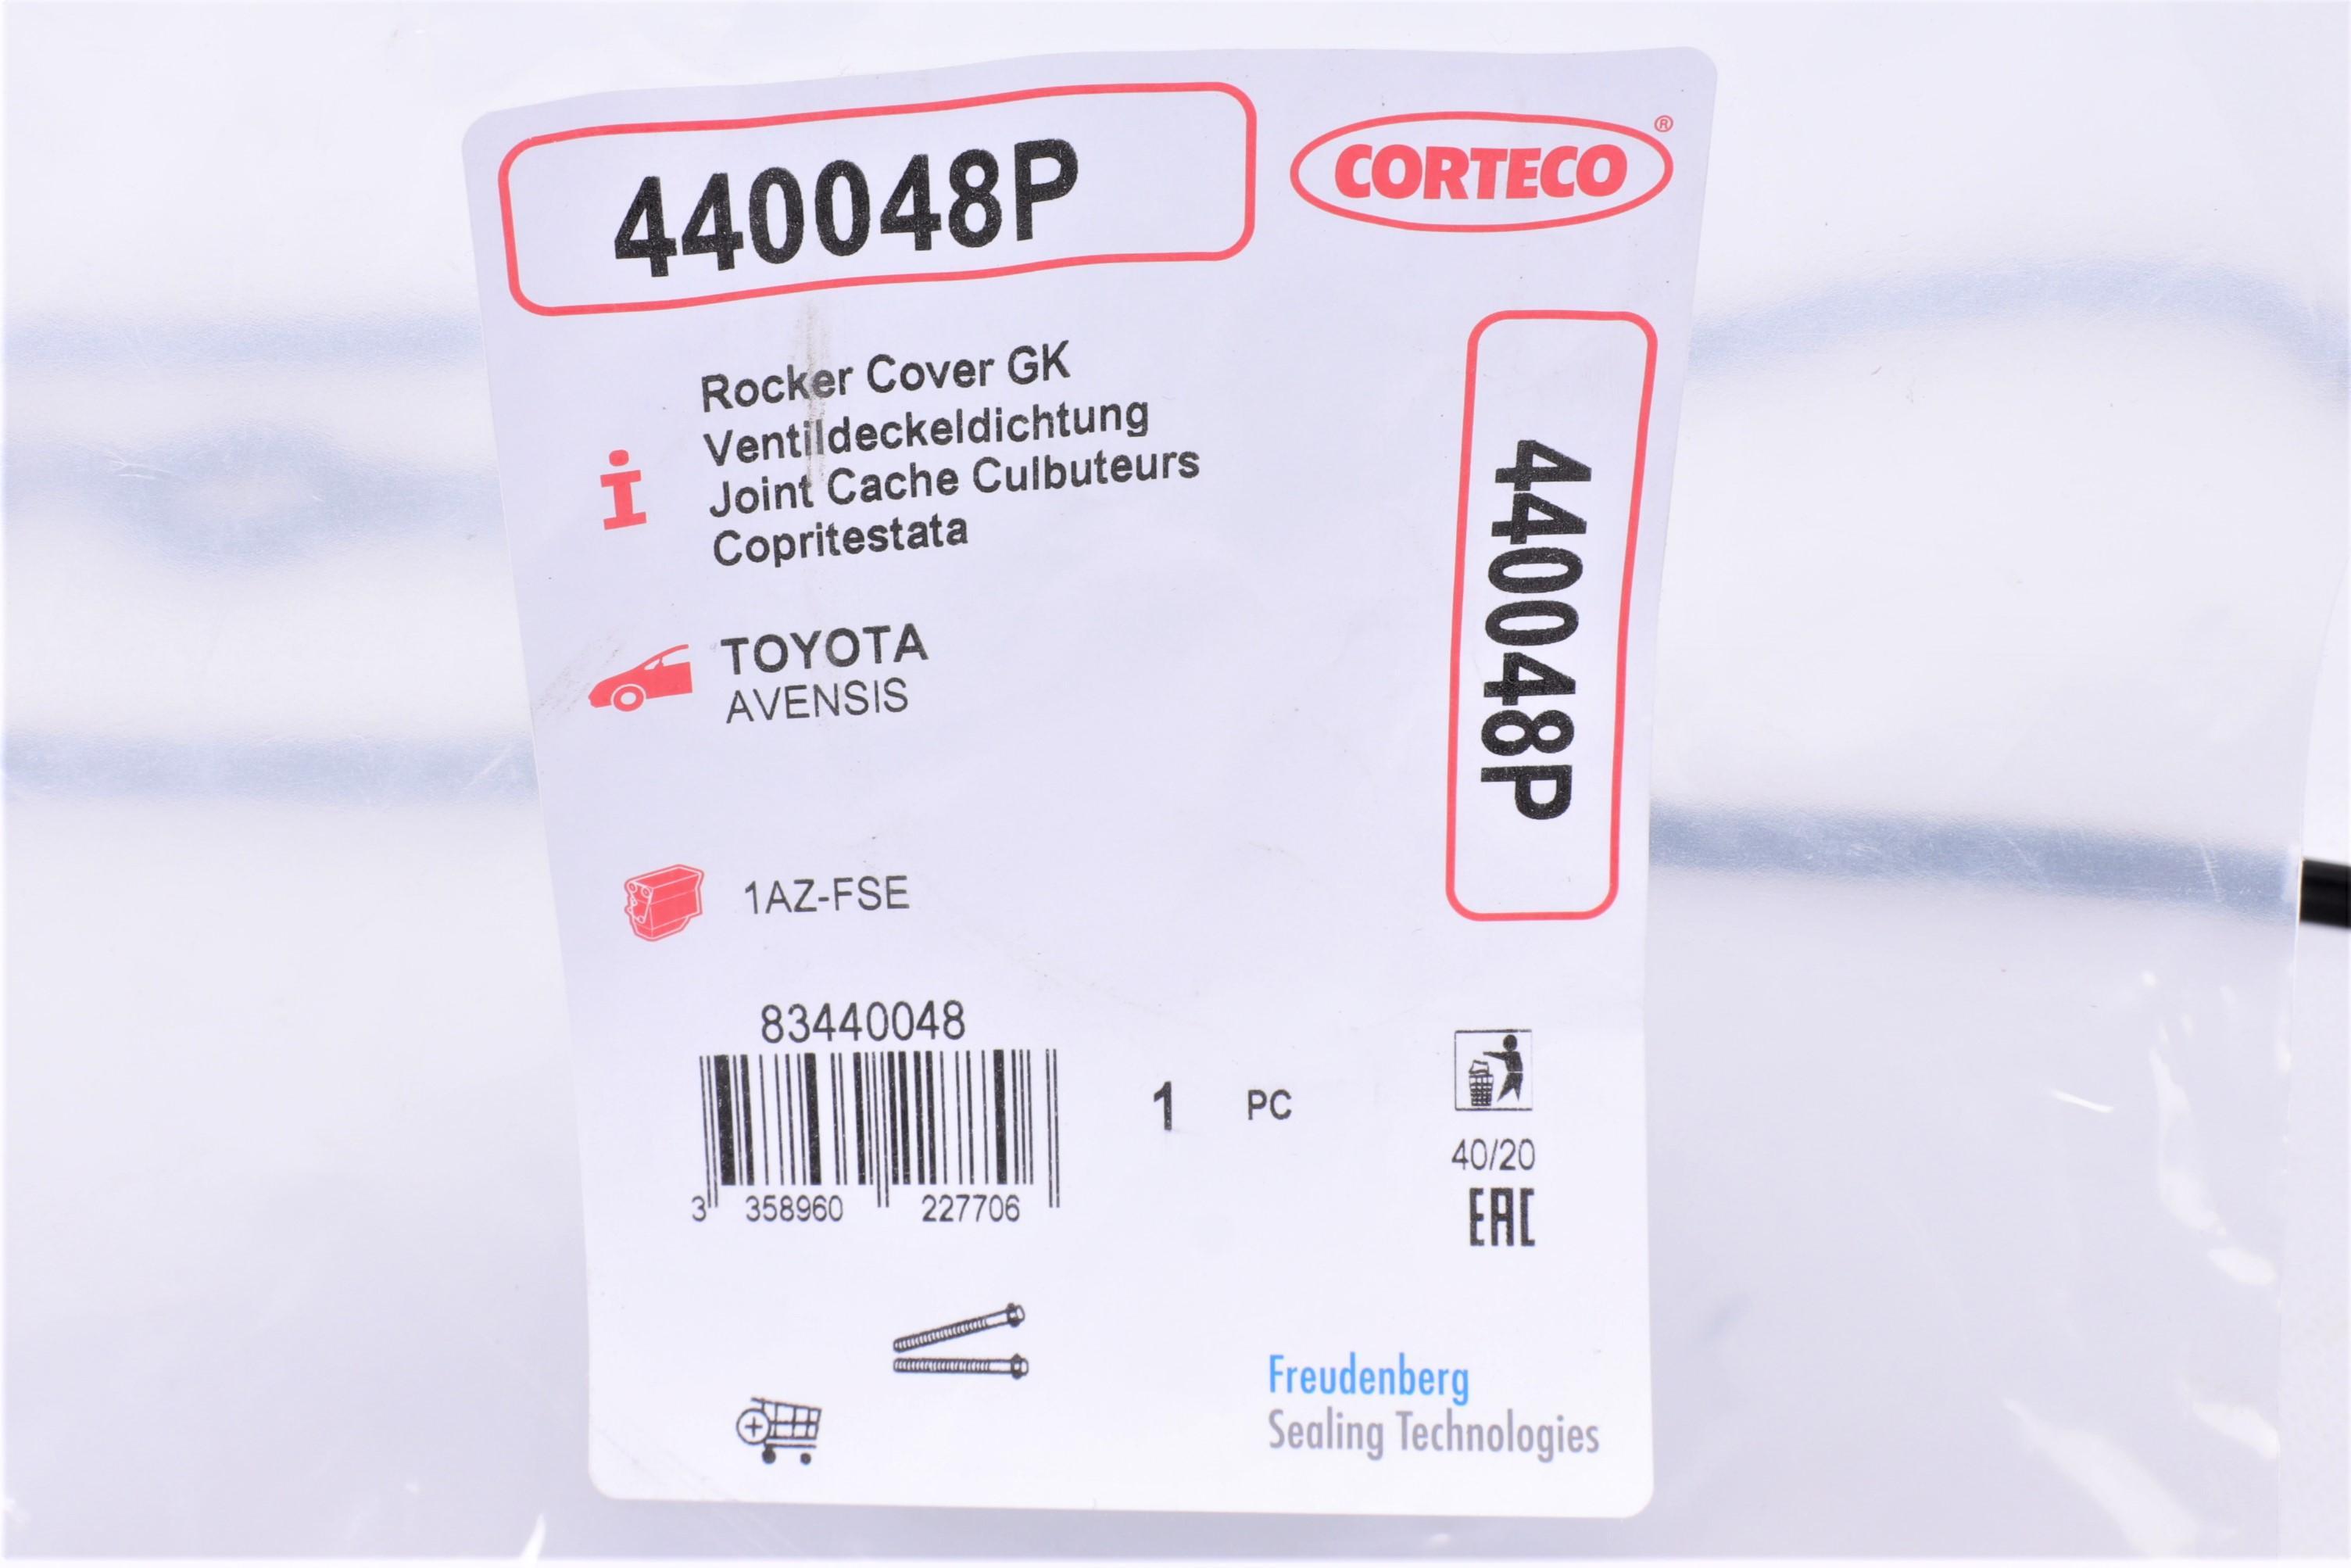 440048P
CORTECO®
Rocker Cover GK
Ventildeckeldichtung
Joint Cache Culbuteurs
Copritestata
440048P
TOYOTA
AVENSIS
1AZ-FSE
83440048
3 358960 227706
1 PC
40/20
EAC
Freudenberg
Sealing Technologies